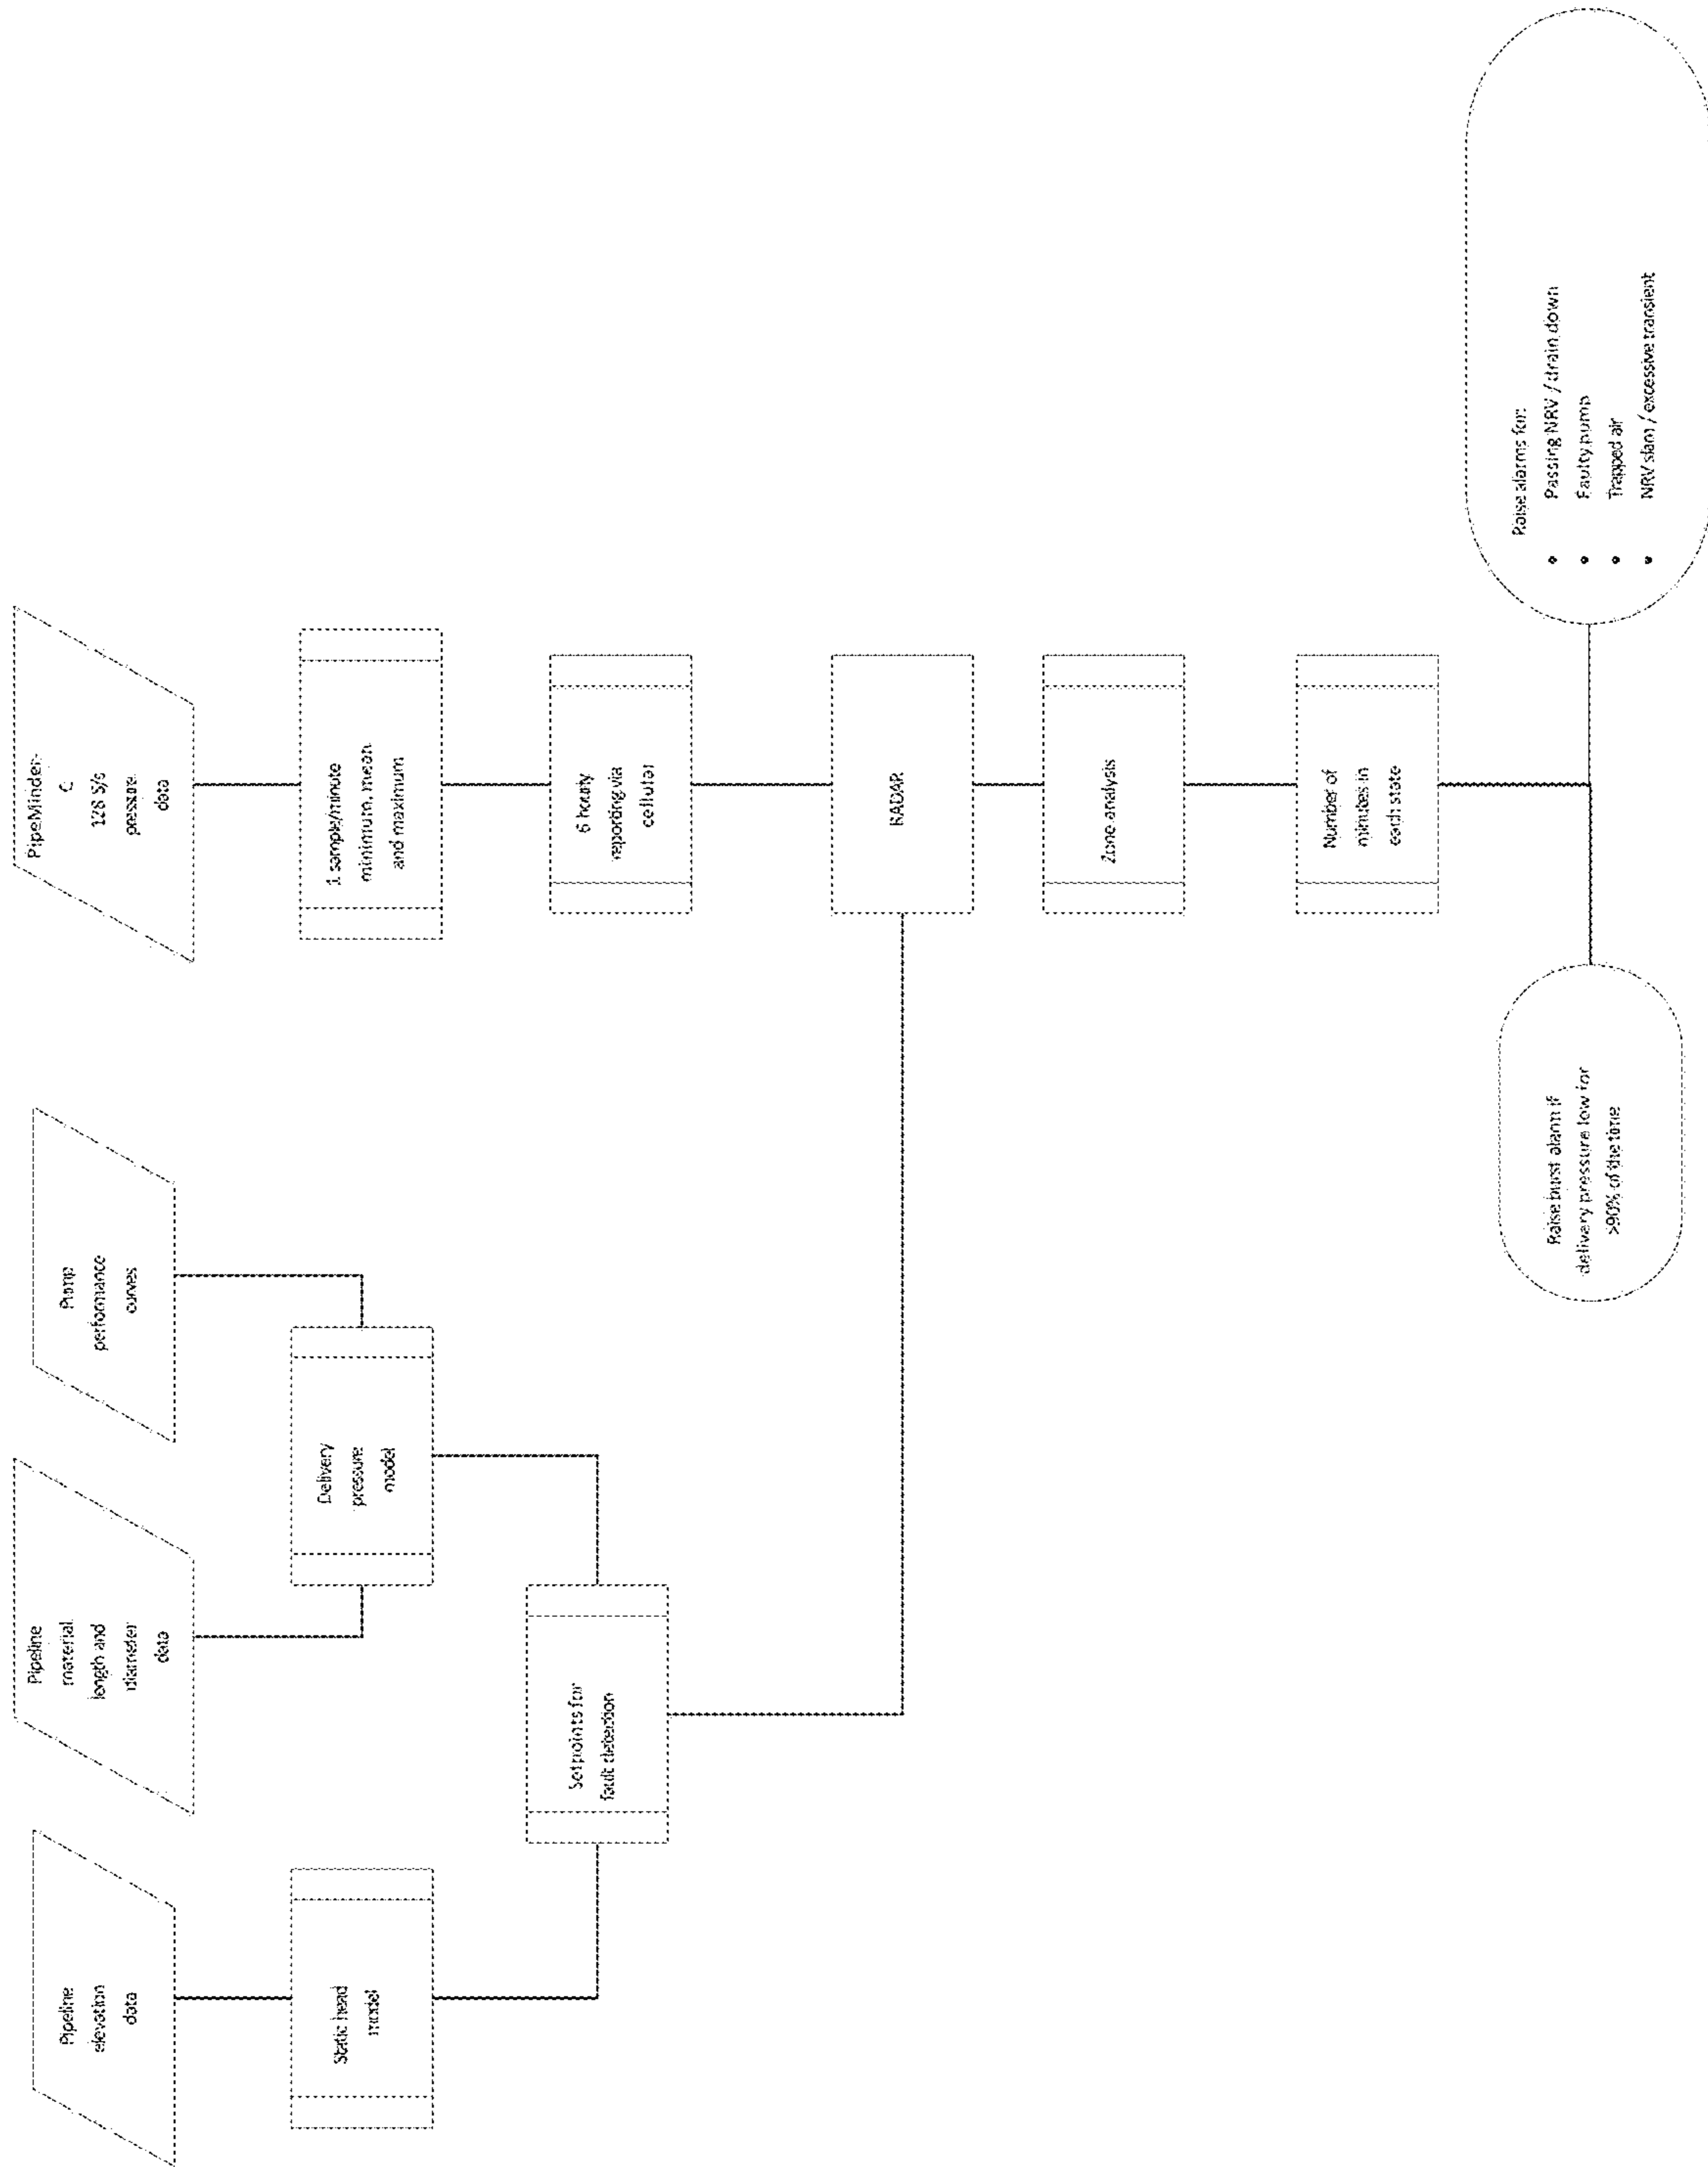 Pipeline
elevation
data
Pipeline
material,
length and
diameter
data
Pump
performance
curves
PipeMinder-
C
128 S/s
pressure
data
Static head
model
Delivery
pressure
model
1 sample/minute
minimum, mean
and maximum
Setpoints for
fault detection
6 hourly
reporting via
cellular
RADAR
Zone analysis
Number of
minutes in
each state
Raise burst alarm if
delivery pressure low for
>90% of the time
Raise alarms for:
• Passing NRV / drain down
• Faulty pump
• Trapped air
• NRV slam / excessive transient